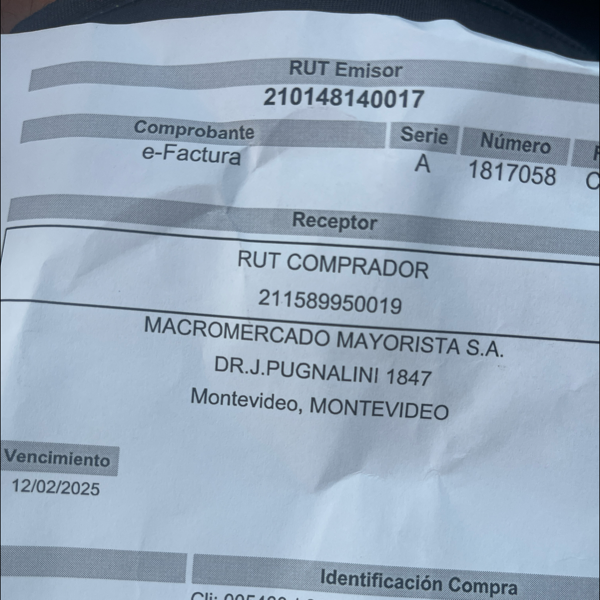 RUT Emisor
210148140017
Comprobante Serie Número
e-Factura A 1817058 C
Receptor
RUT COMPRADOR
211589950019
MACROMERCADO MAYORISTA S.A.
DR.J.PUGNALINI 1847
Montevideo, MONTEVIDEO
Vencimiento
12/02/2025
Identificación Compra